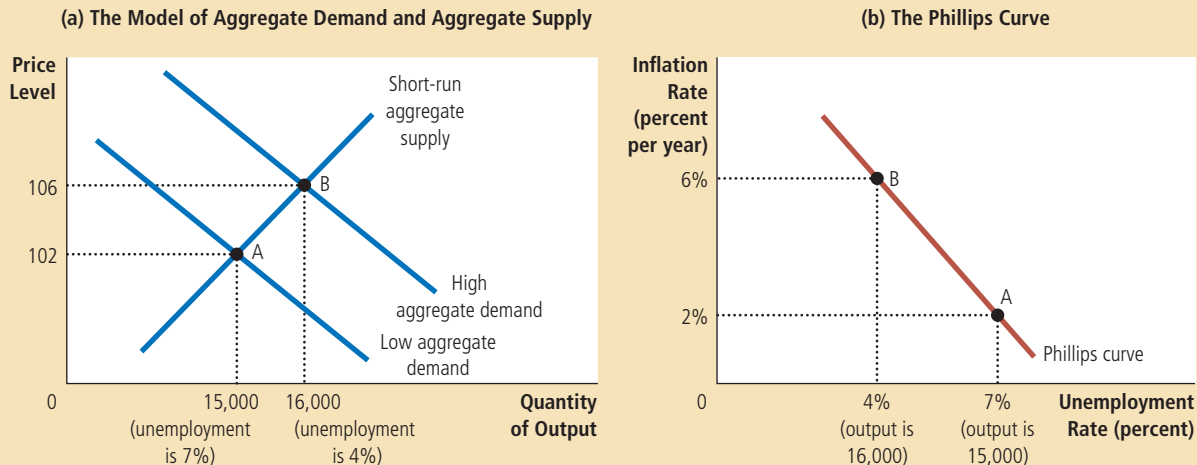 (a) The Model of Aggregate Demand and Aggregate Supply
Price
Level
Short-run
aggregate
supply
106
B
102
A
High
aggregate demand
Low aggregate
demand
0
15,000
(unemployment
is 7%)
16,000
(unemployment
is 4%)
Quantity
of Output
(b) The Phillips Curve
Inflation
Rate
(percent
per year)
6%
B
2%
A
Phillips curve
0
4%
(output is
16,000)
7%
(output is
15,000)
Unemployment
Rate (percent)